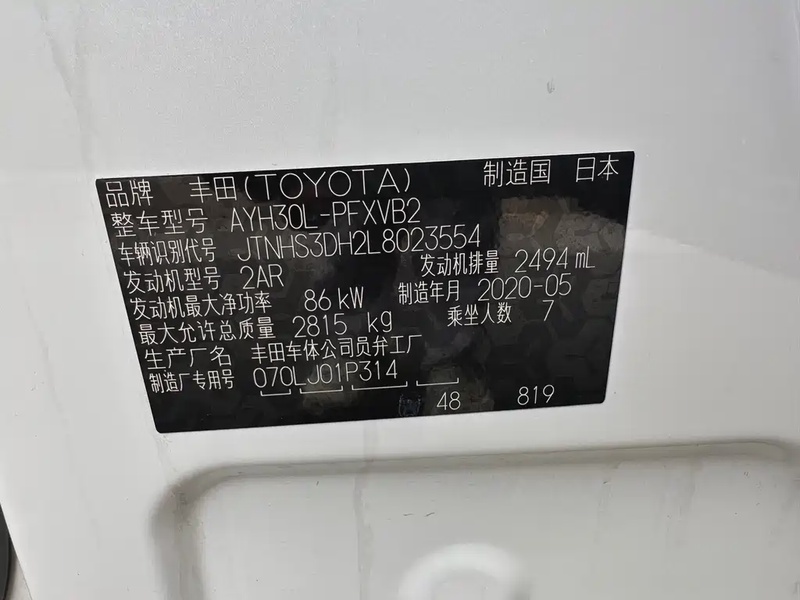 品牌 丰田(TOYOTA) 制造国 日本
整车型号 AYH30L-PFXVB2
车辆识别代号 JTNHS3DH2L8023554
发动机型号 2AR 发动机排量 2494 mL
发动机最大净功率 86 kW 制造年月 2020-05
最大允许总质量 2815 kg 乘坐人数 7
生产厂名 丰田车体公司员弁工厂
制造厂专用号 070LJ01P314
48 819